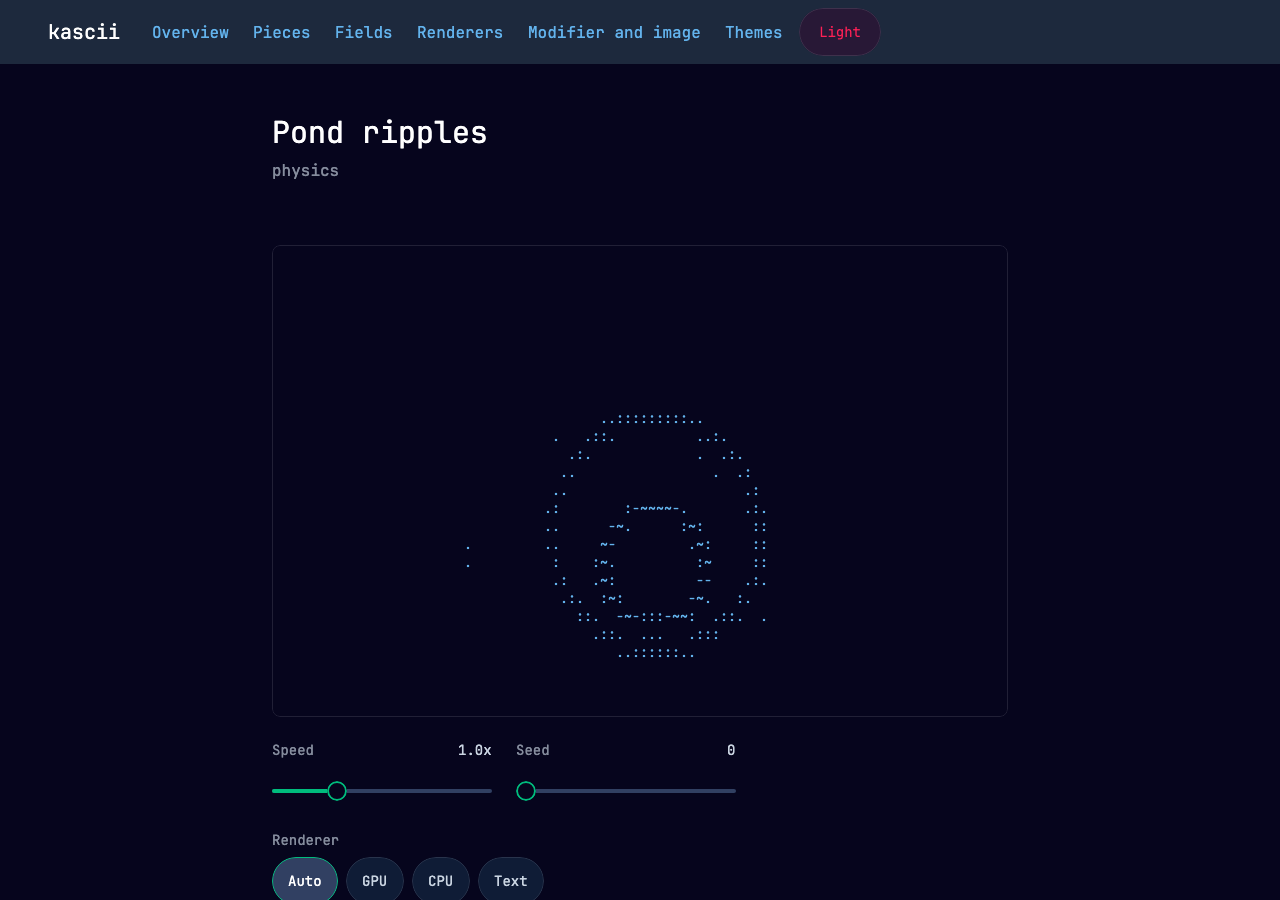 kascii Overview Pieces Fields Renderers Modifier and image Themes Light
Pond ripples
physics
Speed 1.0x Seed 0
Renderer
Auto GPU CPU Text